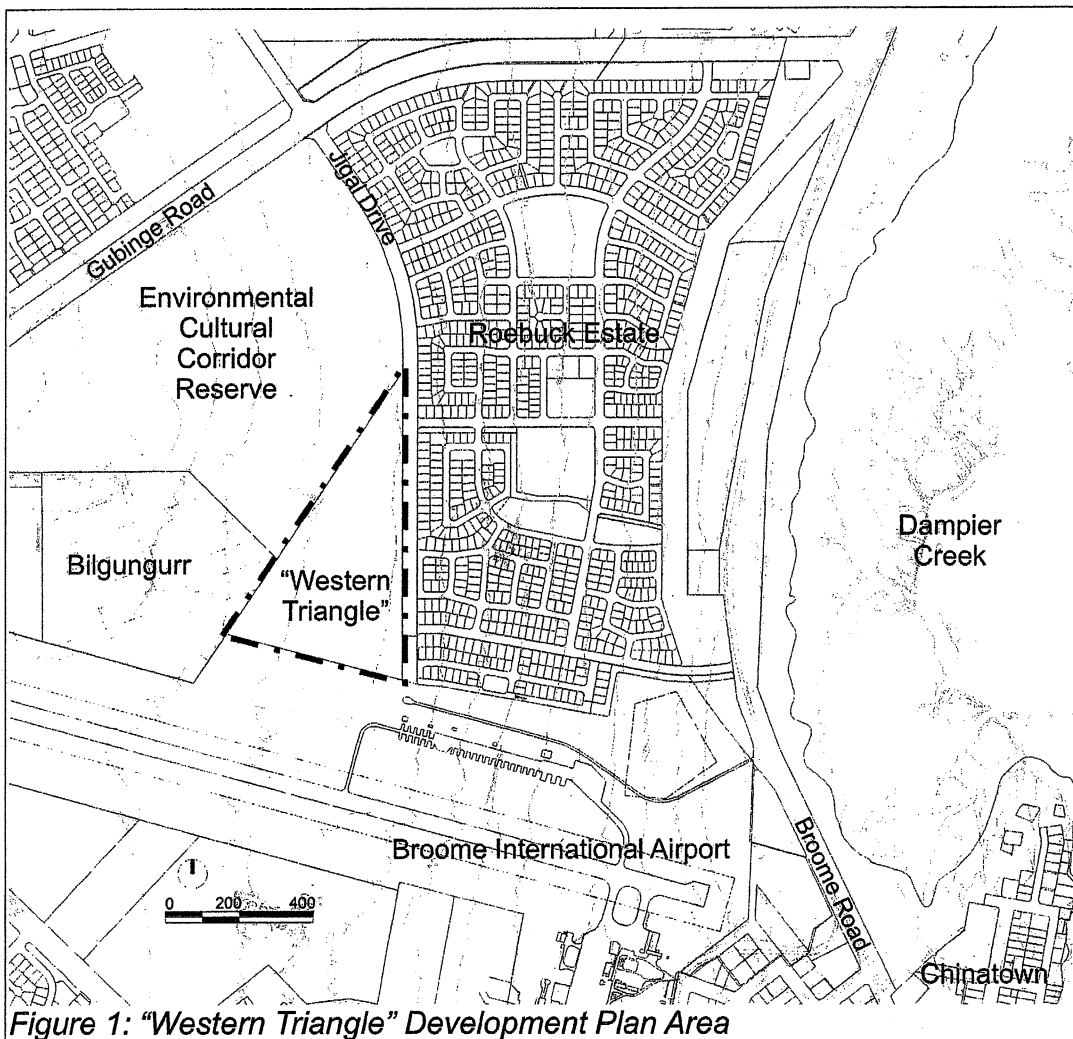 Jigal Drive
Gubinge Road
Environmental
Cultural
Corridor
Reserve
Roebuck Estate
Bilgungurr
"Western
Triangle"
Dampier
Creek
Broome International Airport
Broome Road
0 200 400
Chinatown
Figure 1: "Western Triangle" Development Plan Area